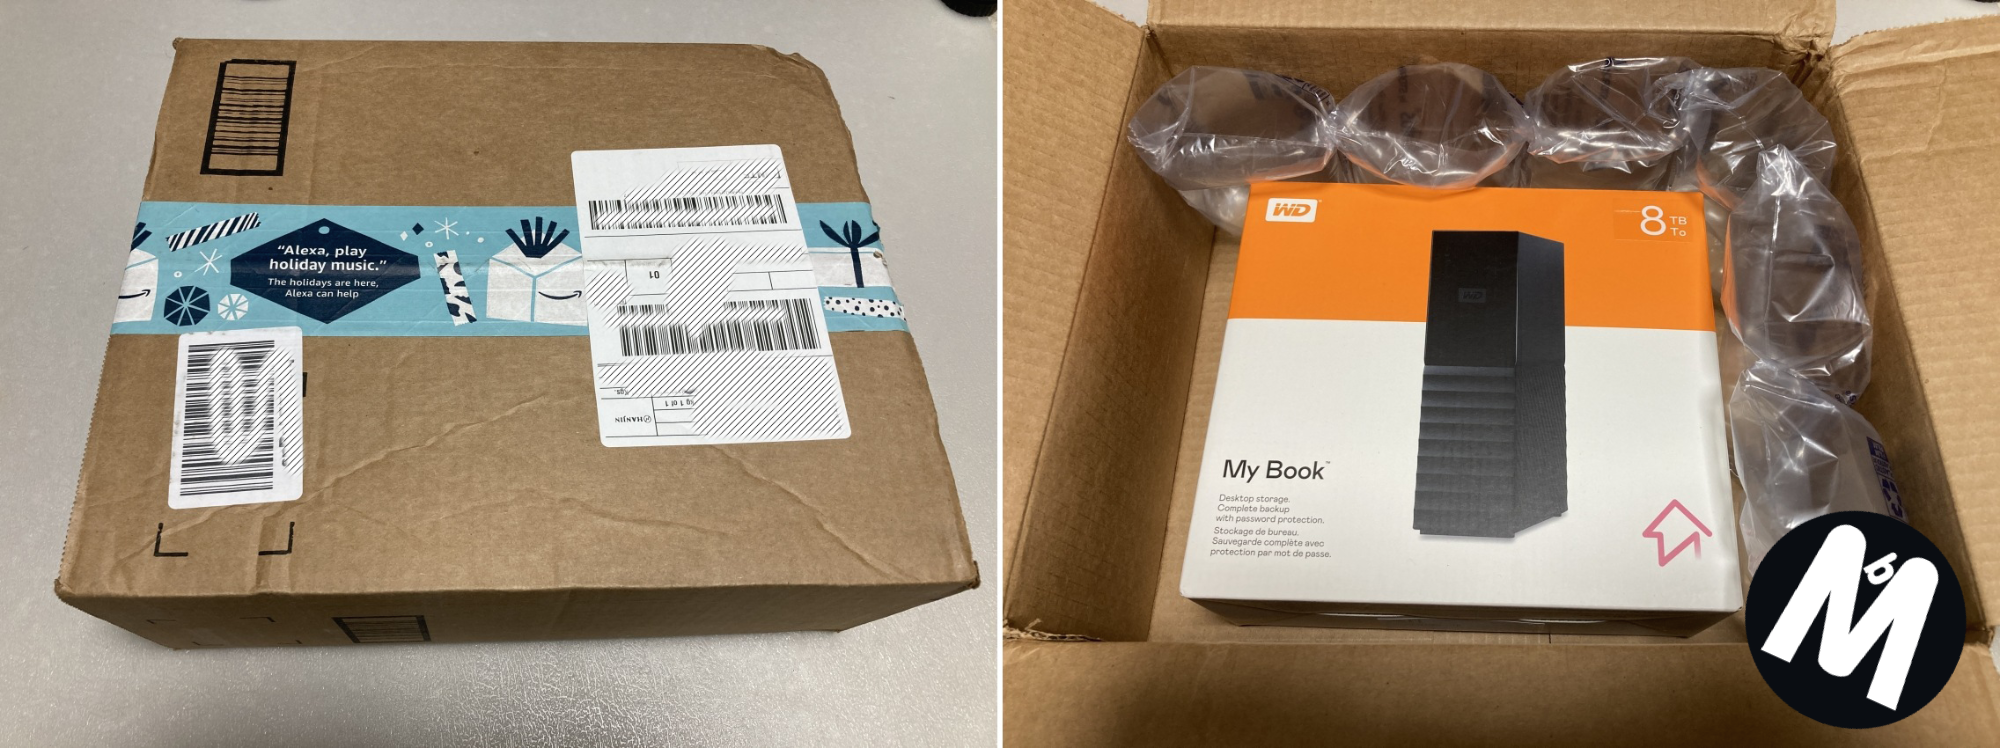 “Alexa, play
holiday music.”
The holidays are here,
Alexa can help
01
kg 1 of 1
HANJIN
WD
8 TB
To
WD
My Book™
Desktop storage.
Complete backup
with password protection.
Stockage de bureau.
Sauvegarde complète avec
protection par mot de passe.
M
b